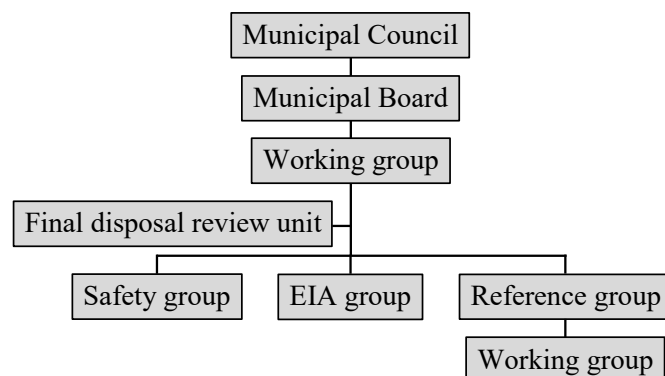 Municipal Council
Municipal Board
Working group
Final disposal review unit
Safety group
EIA group
Reference group
Working group